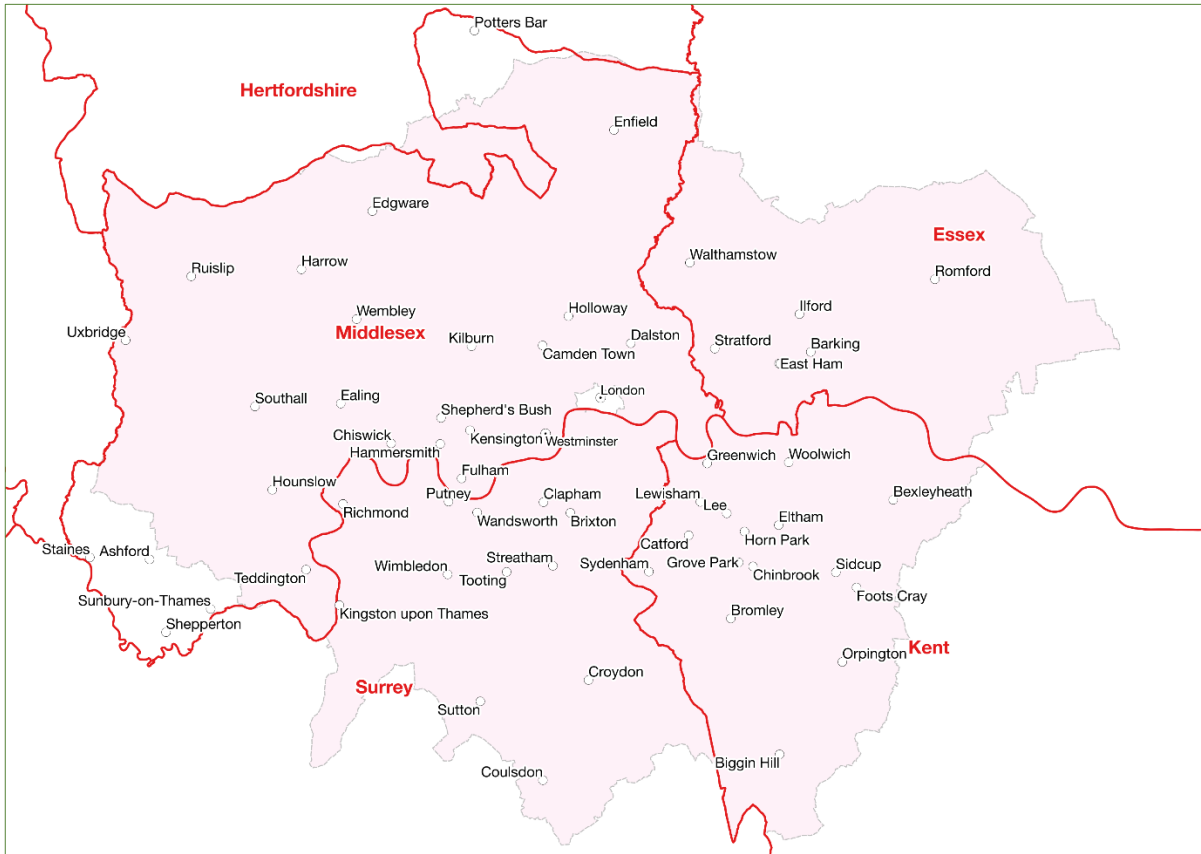 Potters Bar
Hertfordshire
Enfield
Edgware
Essex
Walthamstow
Harrow
Ruislip
Romford
Holloway
Ilford
Wembley
Uxbridge
Middlesex
Kilburn
Dalston
Camden Town
Stratford
Barking
East Ham
London
Southall
Ealing
Shepherd's Bush
Chiswick
Kensington
Westminster
Hammersmith
Greenwich
Woolwich
Fulham
Hounslow
Putney
Clapham
Lewisham
Bexleyheath
Richmond
Wandsworth
Brixton
Lee
Eltham
Horn Park
Catford
Staines
Ashford
Streatham
Wimbledon
Tooting
Sydenham
Grove Park
Chinbrook
Sidcup
Teddington
Foots Cray
Sunbury-on-Thames
Kingston upon Thames
Bromley
Shepperton
Kent
Orpington
Croydon
Surrey
Sutton
Biggin Hill
Coulsdon